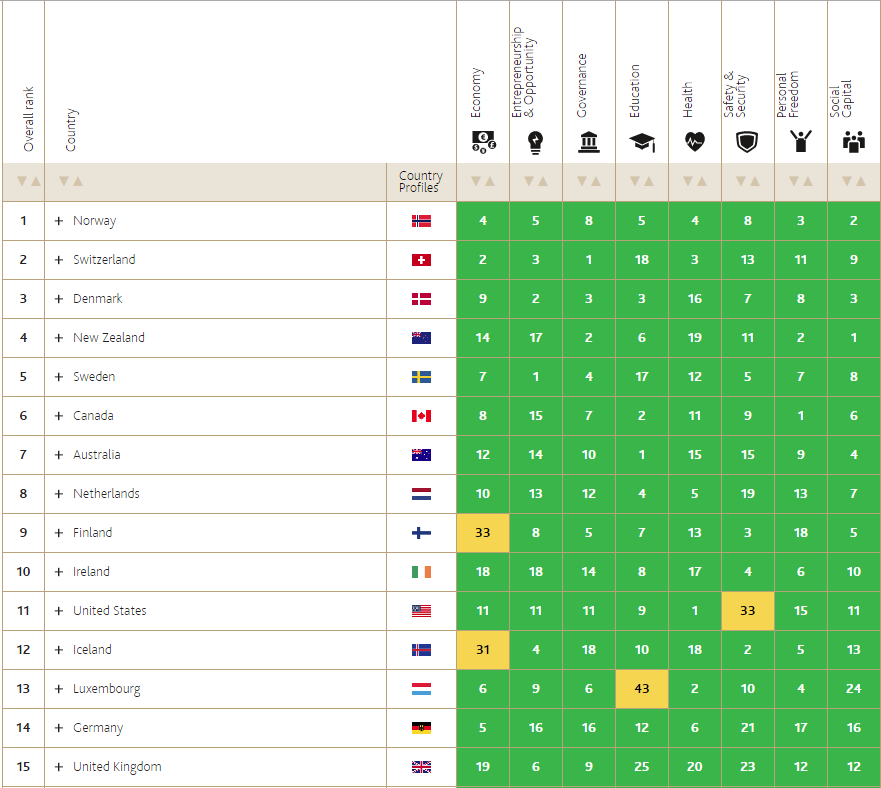 Overall rank Country Economy Entrepreneurship & Opportunity Governance Education Health Safety & Security Personal Freedom Social Capital
Country Profiles
1 + Norway 4 5 8 5 4 8 3 2
2 + Switzerland 2 3 1 18 3 13 11 9
3 + Denmark 9 2 3 3 16 7 8 3
4 + New Zealand 14 17 2 6 19 11 2 1
5 + Sweden 7 1 4 17 12 5 7 8
6 + Canada 8 15 7 2 11 9 1 6
7 + Australia 12 14 10 1 15 15 9 4
8 + Netherlands 10 13 12 4 5 19 13 7
9 + Finland 33 8 5 7 13 3 18 5
10 + Ireland 18 18 14 8 17 4 6 10
11 + United States 11 11 11 9 1 33 15 11
12 + Iceland 31 4 18 10 18 2 5 13
13 + Luxembourg 6 9 6 43 2 10 4 24
14 + Germany 5 16 16 12 6 21 17 16
15 + United Kingdom 19 6 9 25 20 23 12 12